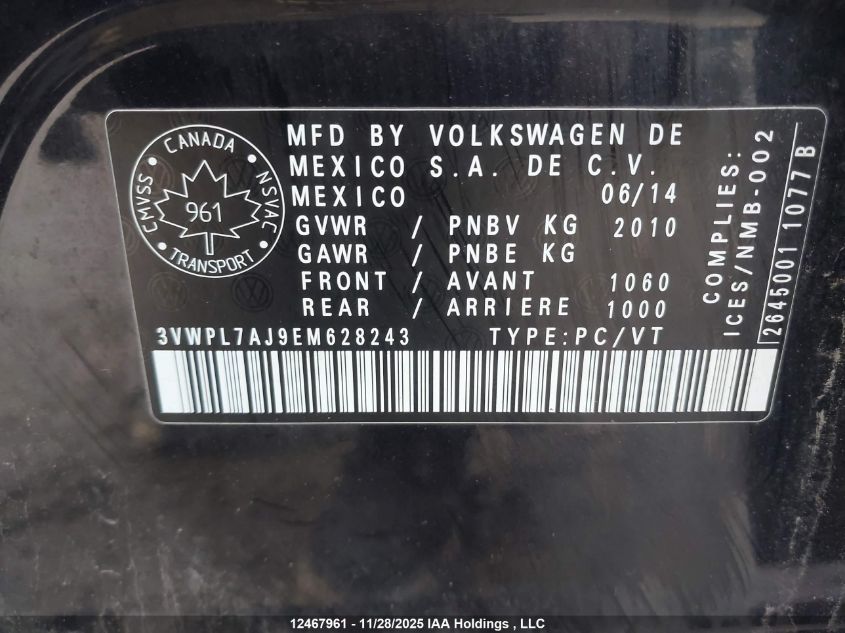 CANADA
CMVSS
NSVAC
961
TRANSPORT
MFD BY VOLKSWAGEN DE
MEXICO S.A. DE C.V.
MEXICO 06/14
GVWR / PNBV KG 2010
GAWR / PNBE KG
FRONT / AVANT 1060
REAR / ARRIERE 1000
3VWPL7AJ9EM628243 TYPE:PC/VT
COMPLIES:
ICES/NMB-002
2645001 1077 B
12467961 - 11/28/2025 IAA Holdings , LLC